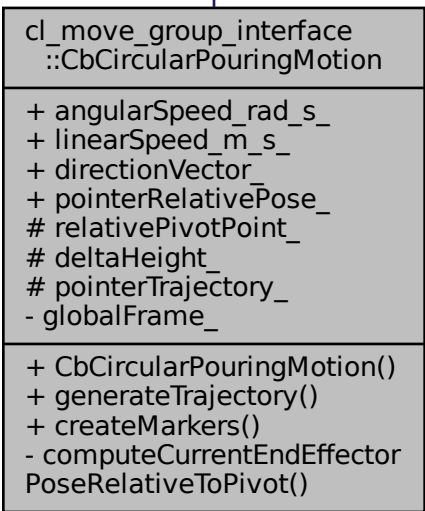 cl_move_group_interface
::CbCircularPouringMotion
+ angularSpeed_rad_s_
+ linearSpeed_m_s_
+ directionVector_
+ pointerRelativePose_
# relativePivotPoint_
# deltaHeight_
# pointerTrajectory_
- globalFrame_
+ CbCircularPouringMotion()
+ generateTrajectory()
+ createMarkers()
- computeCurrentEndEffector
PoseRelativeToPivot()